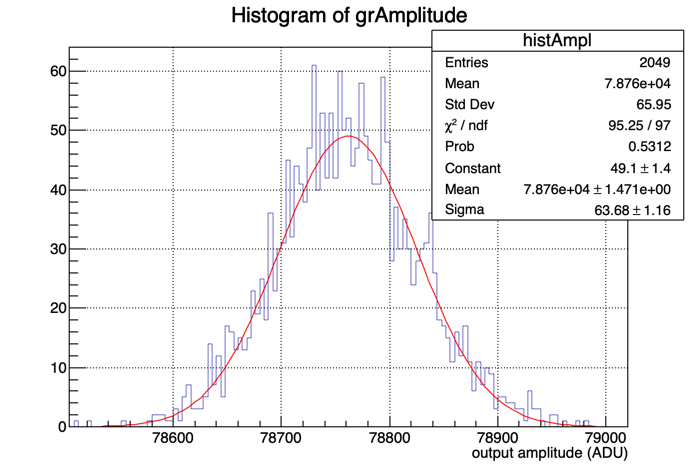 Histogram of grAmplitude
histAmpl
Entries 2049
Mean 7.876e+04
Std Dev 65.95
χ² / ndf 95.25 / 97
Prob 0.5312
Constant 49.1 ± 1.4
Mean 7.876e+04 ± 1.471e+00
Sigma 63.68 ± 1.16
60
50
40
30
20
10
0
78600 78700 78800 78900 79000
output amplitude (ADU)